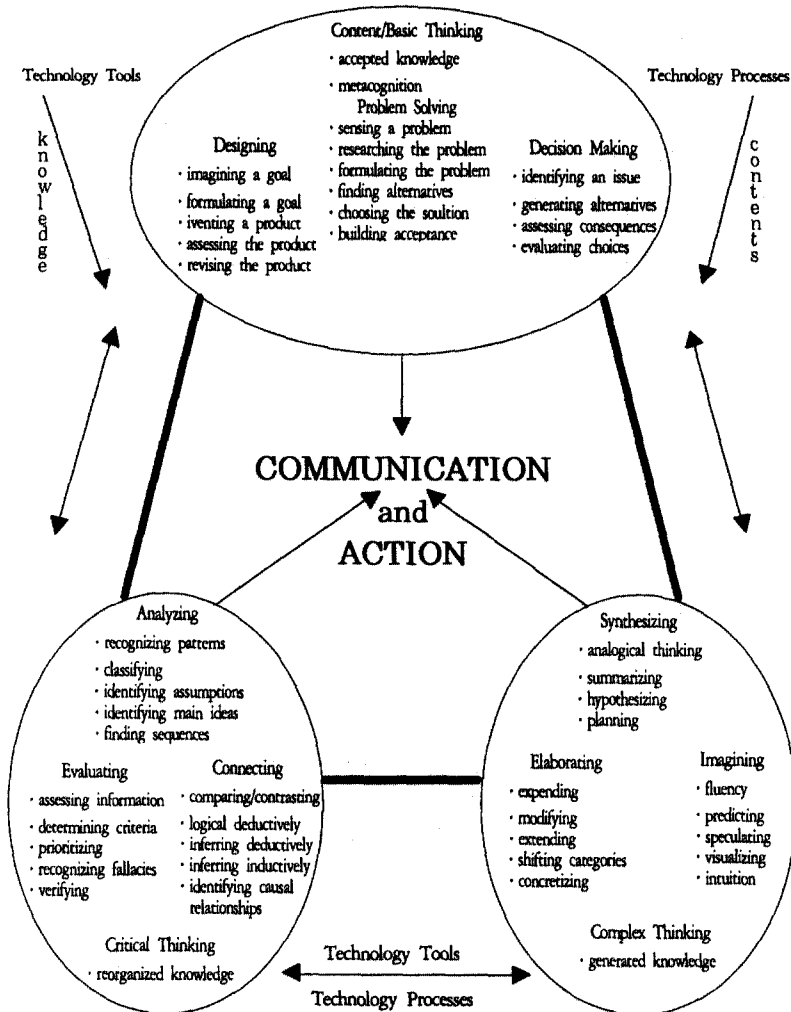 Content/Basic Thinking
· accepted knowledge
· metacognition
Technology Tools
Technology Processes
knowledge
contents
Problem Solving
· sensing a problem
· researching the problem
· formulating the problem
· finding alternatives
· choosing the soultion
· building acceptance
Designing
· imagining a goal
· formulating a goal
· iventing a product
· assessing the product
· revising the product
Decision Making
· identifying an issue
· generating alternatives
· assessing consequences
· evaluating choices
COMMUNICATION
and
ACTION
Analyzing
· recognizing patterns
· classifying
· identifying assumptions
· identifying main ideas
· finding sequences
Evaluating
· assessing information
· determining criteria
· prioritizing
· recognizing fallacies
· verifying
Connecting
· comparing/contrasting
· logical deductively
· inferring deductively
· inferring inductively
· identifying causal
relationships
Critical Thinking
· reorganized knowledge
Synthesizing
· analogical thinking
· summarizing
· hypothesizing
· planning
Elaborating
· expending
· modifying
· extending
· shifting categories
· concretizing
Imagining
· fluency
· predicting
· speculating
· visualizing
· intuition
Complex Thinking
· generated knowledge
Technology Tools
Technology Processes